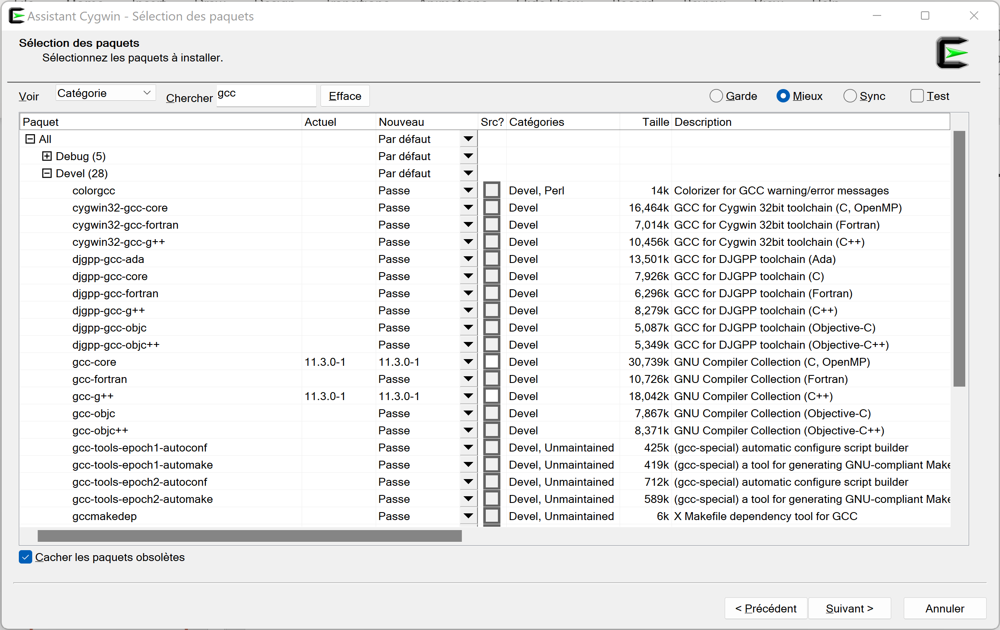 Assistant Cygwin - Sélection des paquets
Sélection des paquets
Sélectionnez les paquets à installer.
Voir Catégorie Chercher gcc Efface Garde Mieux Sync Test
Paquet Actuel Nouveau Src? Catégories Taille Description
All Par défaut
Debug (5) Par défaut
Devel (28) Par défaut
colorgcc Passe Devel, Perl 14k Colorizer for GCC warning/error messages
cygwin32-gcc-core Passe Devel 16,464k GCC for Cygwin 32bit toolchain (C, OpenMP)
cygwin32-gcc-fortran Passe Devel 7,014k GCC for Cygwin 32bit toolchain (Fortran)
cygwin32-gcc-g++ Passe Devel 10,456k GCC for Cygwin 32bit toolchain (C++)
djgpp-gcc-ada Passe Devel 13,501k GCC for DJGPP toolchain (Ada)
djgpp-gcc-core Passe Devel 7,926k GCC for DJGPP toolchain (C)
djgpp-gcc-fortran Passe Devel 6,296k GCC for DJGPP toolchain (Fortran)
djgpp-gcc-g++ Passe Devel 8,279k GCC for DJGPP toolchain (C++)
djgpp-gcc-objc Passe Devel 5,087k GCC for DJGPP toolchain (Objective-C)
djgpp-gcc-objc++ Passe Devel 5,349k GCC for DJGPP toolchain (Objective-C++)
gcc-core 11.3.0-1 11.3.0-1 Devel 30,739k GNU Compiler Collection (C, OpenMP)
gcc-fortran Passe Devel 10,726k GNU Compiler Collection (Fortran)
gcc-g++ 11.3.0-1 11.3.0-1 Devel 18,042k GNU Compiler Collection (C++)
gcc-objc Passe Devel 7,867k GNU Compiler Collection (Objective-C)
gcc-objc++ Passe Devel 8,371k GNU Compiler Collection (Objective-C++)
gcc-tools-epoch1-autoconf Passe Devel, Unmaintained 425k (gcc-special) automatic configure script builder
gcc-tools-epoch1-automake Passe Devel, Unmaintained 419k (gcc-special) a tool for generating GNU-compliant Make
gcc-tools-epoch2-autoconf Passe Devel, Unmaintained 712k (gcc-special) automatic configure script builder
gcc-tools-epoch2-automake Passe Devel, Unmaintained 589k (gcc-special) a tool for generating GNU-compliant Make
gccmakedep Passe Devel, Unmaintained 6k X Makefile dependency tool for GCC
Cacher les paquets obsolètes
< Précédent Suivant > Annuler